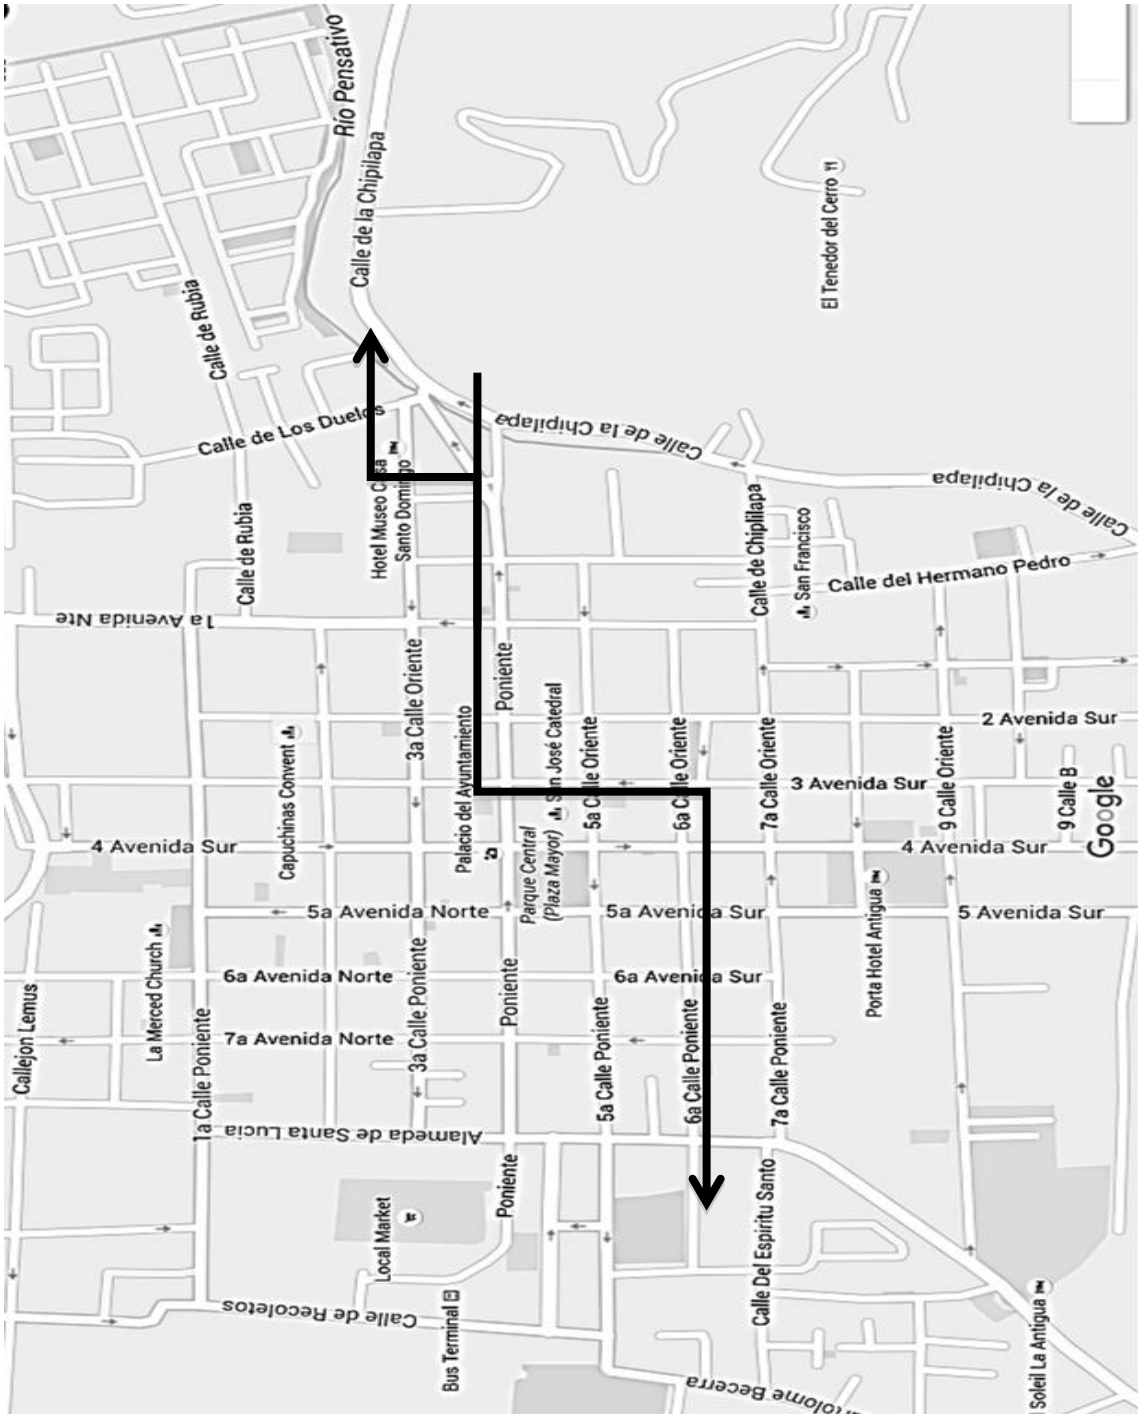 Río Pensativo
Calle de la Chipilapa
El Tenedor del Cerro
Calle de Rubia
Calle de Los Duelos
Calle de la Chipilapa
Calle de la Chipilapa
Calle de la Chipilapa
Hotel Museo Casa
Santo Domingo
Calle de Rubia
Calle de Chiplilapa
San Francisco
Calle del Hermano Pedro
1a Avenida Nte
3a Calle Oriente
Poniente
Palacio del Ayuntamiento
San José Catedral
5a Calle Oriente
6a Calle Oriente
7a Calle Oriente
2 Avenida Sur
Capuchinas Convent
3 Avenida Sur
9 Calle Oriente
9 Calle B
Google
4 Avenida Sur
4 Avenida Sur
Parque Central
(Plaza Mayor)
5a Avenida Norte
5a Avenida Sur
5 Avenida Sur
Porta Hotel Antigua
La Merced Church
6a Avenida Norte
3a Calle Poniente
Poniente
6a Avenida Sur
Callejon Lemus
1a Calle Poniente
7a Avenida Norte
5a Calle Poniente
6a Calle Poniente
7a Calle Poniente
Alameda de Santa Lucia
Poniente
Local Market
Calle Del Espiritu Santo
Calle de Recoletos
Bus Terminal
Soleil La Antigua
tolome Becerra